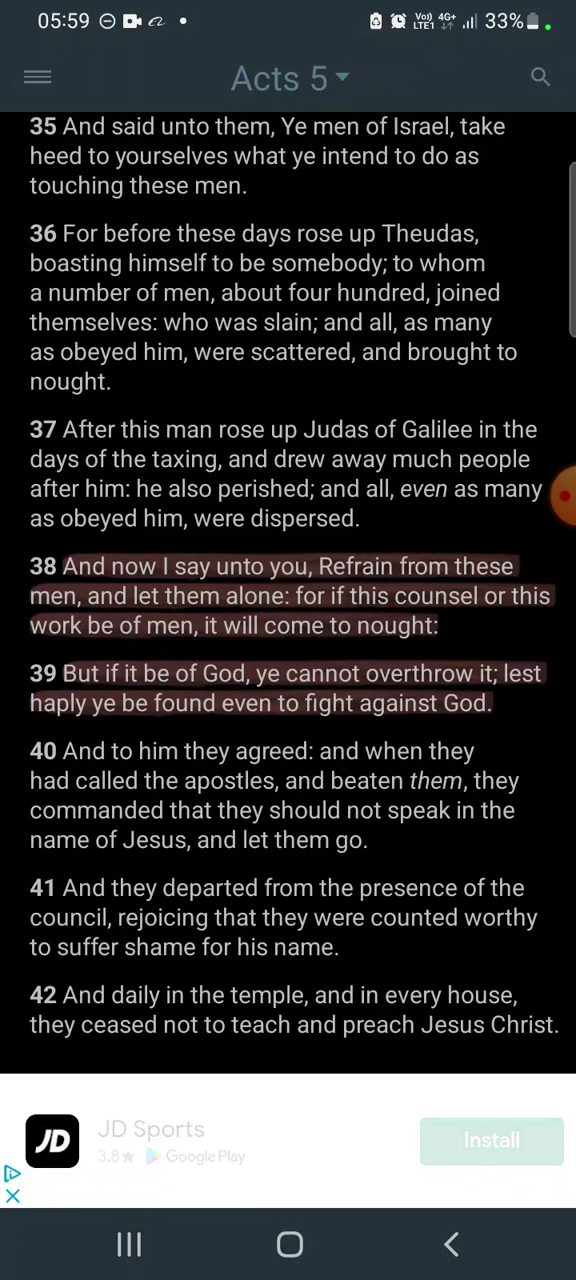 05:59
Vo)) 4G+ 33%
LTE1
Acts 5
35 And said unto them, Ye men of Israel, take
heed to yourselves what ye intend to do as
touching these men.
36 For before these days rose up Theudas,
boasting himself to be somebody; to whom
a number of men, about four hundred, joined
themselves: who was slain; and all, as many
as obeyed him, were scattered, and brought to
nought.
37 After this man rose up Judas of Galilee in the
days of the taxing, and drew away much people
after him: he also perished; and all, even as many
as obeyed him, were dispersed.
38 And now I say unto you, Refrain from these
men, and let them alone: for if this counsel or this
work be of men, it will come to nought:
39 But if it be of God, ye cannot overthrow it; lest
haply ye be found even to fight against God.
40 And to him they agreed: and when they
had called the apostles, and beaten them, they
commanded that they should not speak in the
name of Jesus, and let them go.
41 And they departed from the presence of the
council, rejoicing that they were counted worthy
to suffer shame for his name.
42 And daily in the temple, and in every house,
they ceased not to teach and preach Jesus Christ.
JD
JD Sports
3.8★ Google Play
Install